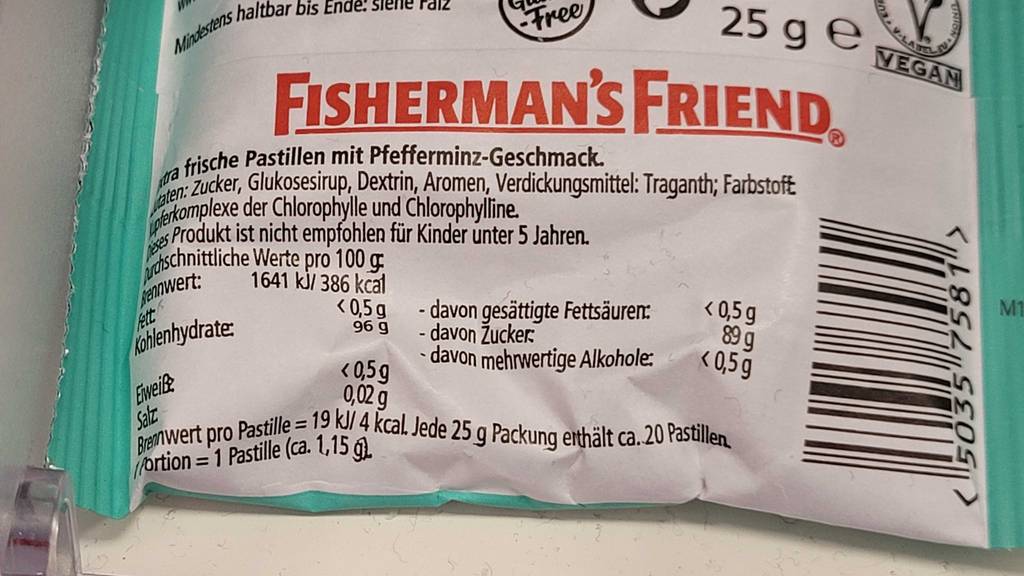 Mindestens haltbar bis Ende: siehe Falz
-Free
25 g e
V-LABEL.EU
VEGAN
FISHERMAN'S FRIEND®
frische Pastillen mit Pfefferminz-Geschmack.
Zucker, Glukosesirup, Dextrin, Aromen, Verdickungsmittel: Traganth; Farbstoff:
Kupferkomplexe der Chlorophylle und Chlorophylline.
Dieses Produkt ist nicht empfohlen für Kinder unter 5 Jahren.
Durchschnittliche Werte pro 100 g:
Brennwert: 1641 kJ/ 386 kcal
Fett: <0,5 g - davon gesättigte Fettsäuren: <0,5 g
Kohlenhydrate: 96 g - davon Zucker: 89 g
- davon mehrwertige Alkohole: <0,5 g
Eiweiß: <0,5 g
Salz: 0,02 g
Brennwert pro Pastille = 19 kJ/ 4 kcal. Jede 25 g Packung enthält ca. 20 Pastillen.
Portion = 1 Pastille (ca. 1,15 g).
<5035 7581>
M1